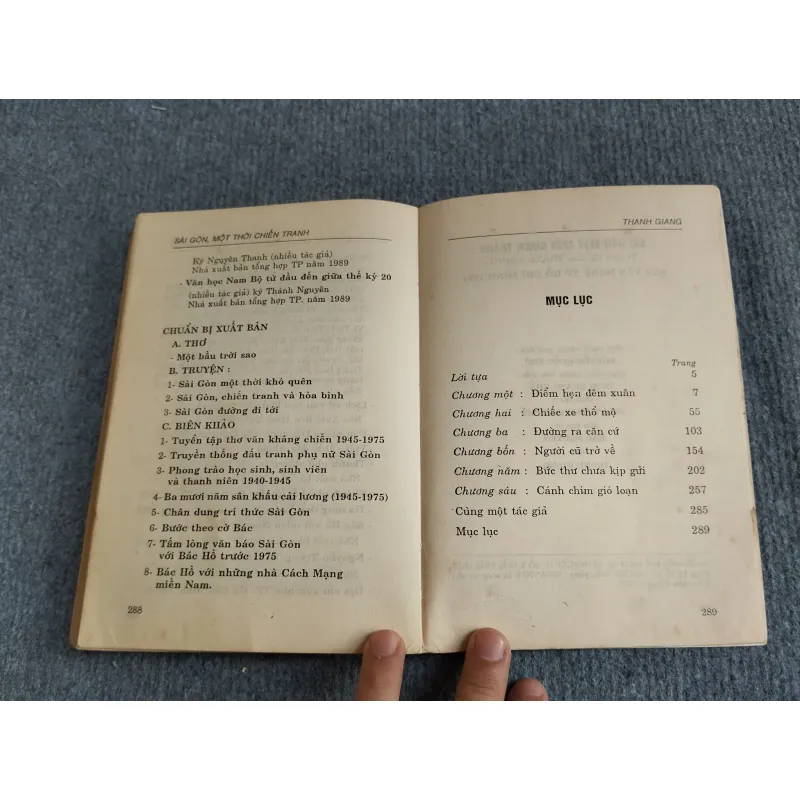 SÀI GÒN, MỘT THỜI CHIẾN TRANH
Ký Nguyên Thanh (nhiều tác giả)
Nhà xuất bản tổng hợp TP năm 1989
- Văn học Nam Bộ từ đầu đến giữa thế kỷ 20
(nhiều tác giả) ký Thánh Nguyên
Nhà xuất bản tổng hợp TP. năm 1989
CHUẨN BỊ XUẤT BẢN
A. THƠ
- Một bầu trời sao
B. TRUYỆN :
1- Sài Gòn một thời khó quên
2- Sài Gòn, chiến tranh và hòa bình
3- Sài Gòn đường đi tới
C. BIÊN KHẢO
1- Tuyển tập thơ văn kháng chiến 1945-1975
2- Truyền thống đấu tranh phụ nữ Sài Gòn
3- Phong trào học sinh, sinh viên
và thanh niên 1940-1945
4- Ba mươi năm sân khấu cải lương (1945-1975)
5- Chân dung trí thức Sài Gòn
6- Bước theo cờ Bác
7- Tấm lòng văn báo Sài Gòn
với Bác Hồ trước 1975
8- Bác Hồ với những nhà Cách Mạng
miền Nam.
288
THANH GIANG
MỤC LỤC
Trang
Lời tựa 5
Chương một : Điểm hẹn đêm xuân 7
Chương hai : Chiếc xe thổ mộ 55
Chương ba : Đường ra căn cứ 103
Chương bốn : Người cũ trở về 154
Chương năm : Bức thư chưa kịp gửi 202
Chương sáu : Cánh chim gió loạn 257
Cùng một tác giả 285
Mục lục 289
289